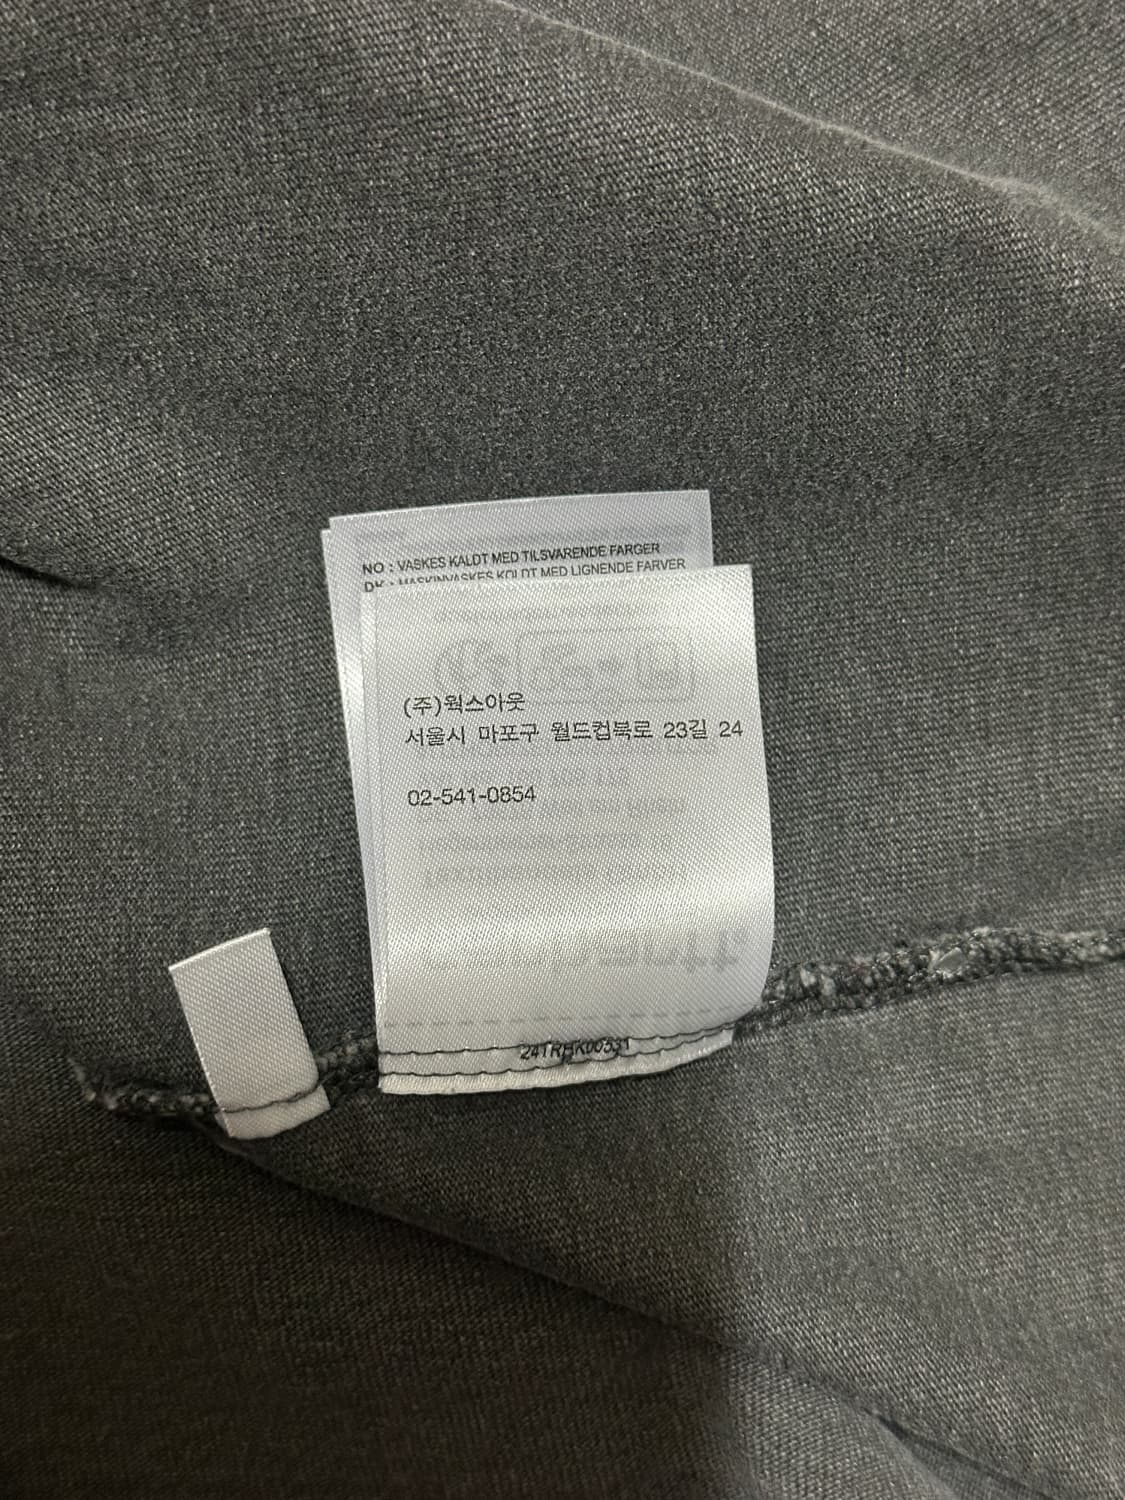 NO : VASKES KALDT MED TILSVARENDE FARGER
DK : MASKINVASKES KOLDT MED LIGNENDE FARVER
(주)웍스아웃
서울시 마포구 월드컵북로 23길 24
02-541-0854